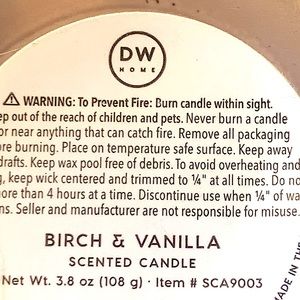 DW
HOME
⚠ WARNING: To Prevent Fire: Burn candle within sight.
ep out of the reach of children and pets. Never burn a candle
or near anything that can catch fire. Remove all packaging
ore burning. Place on temperature safe surface. Keep away
drafts. Keep wax pool free of debris. To avoid overheating and
g, keep wick centered and trimmed to ¼" at all times. Do no
more than 4 hours at a time. Discontinue use when ¼" of wa
ns. Seller and manufacturer are not responsible for misuse.
BIRCH & VANILLA
SCENTED CANDLE
Net Wt. 3.8 oz (108 g) · Item # SCA9003
MADE IN THE